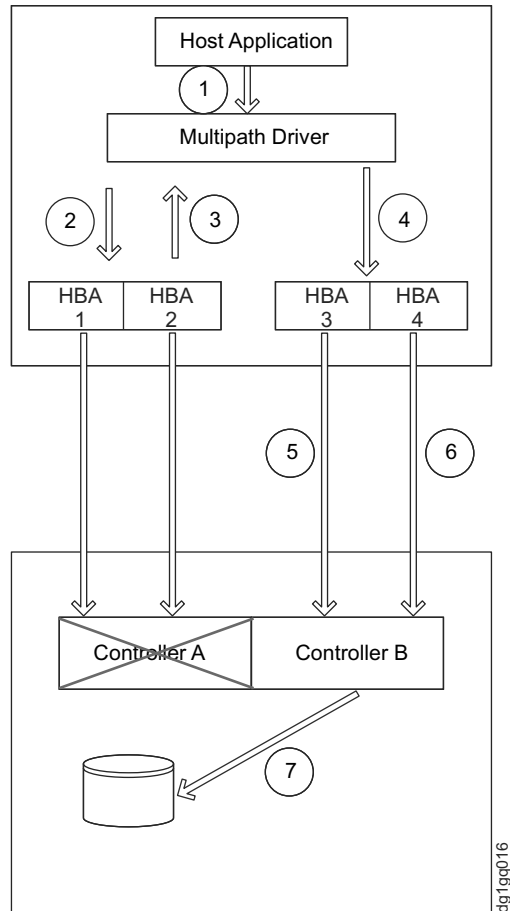 Host Application
1
Multipath Driver
2
3
4
HBA
1
HBA
2
HBA
3
HBA
4
5
6
Controller A
Controller B
7
dg1gq016